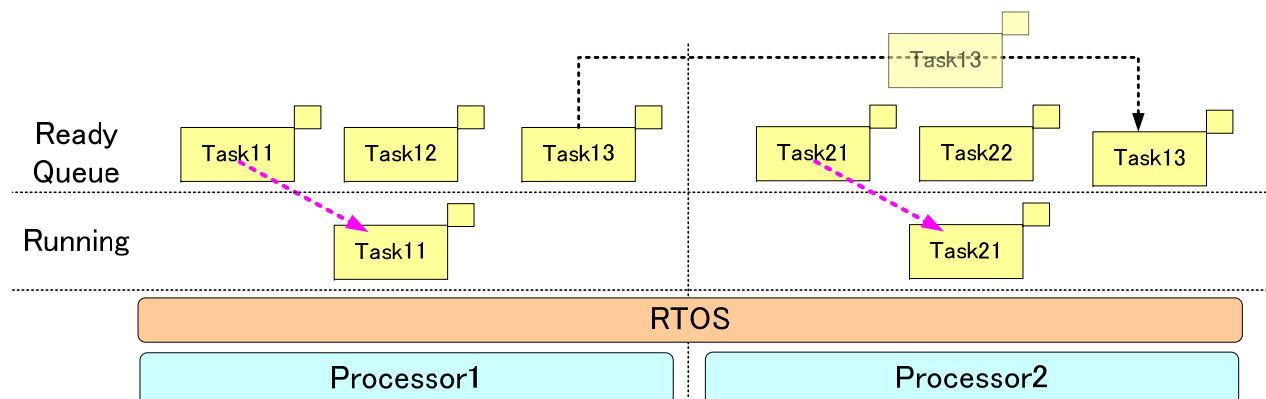 Task13
Ready
Queue
Task11
Task12
Task13
Task21
Task22
Task13
Running
Task11
Task21
RTOS
Processor1
Processor2